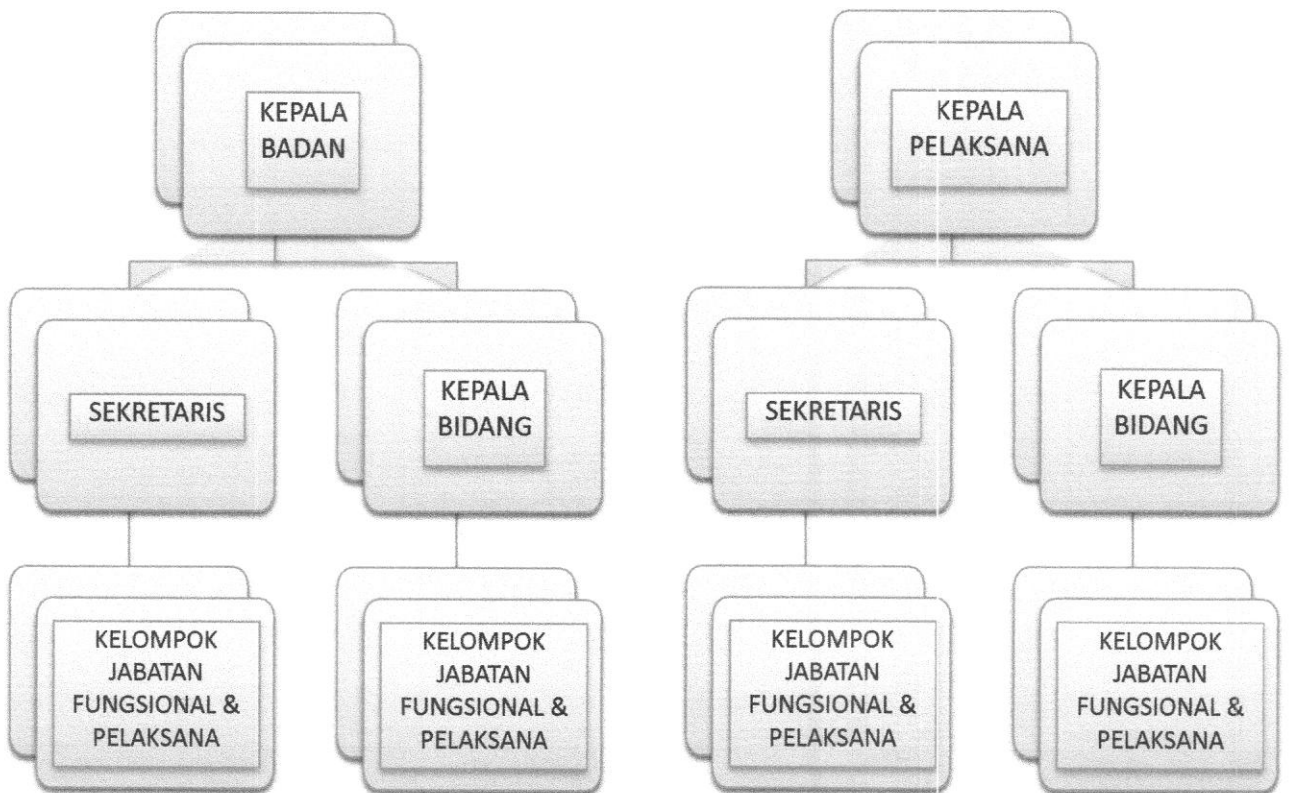 KEPALA
BADAN
KEPALA
PELAKSANA
SEKRETARIS
KEPALA
BIDANG
SEKRETARIS
KEPALA
BIDANG
KELOMPOK
JABATAN
FUNGSIONAL &
PELAKSANA
KELOMPOK
JABATAN
FUNGSIONAL &
PELAKSANA
KELOMPOK
JABATAN
FUNGSIONAL &
PELAKSANA
KELOMPOK
JABATAN
FUNGSIONAL &
PELAKSANA